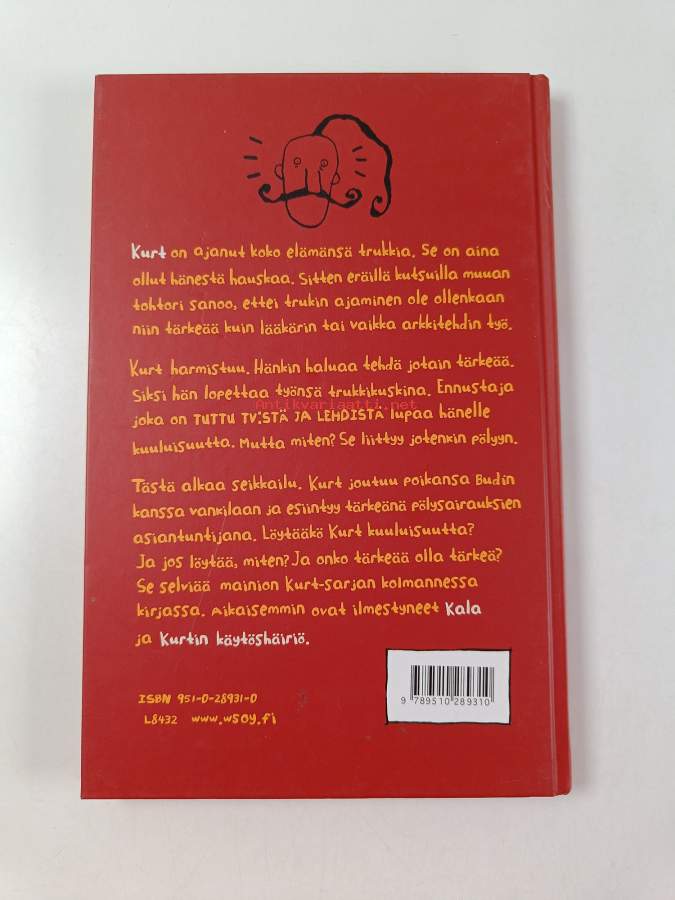 Kurt on ajanut koko elämänsä trukkia. Se on aina
ollut hänestä hauskaa. Sitten eräillä kutsuilla muuan
tohtori sanoo, ettei trukin ajaminen ole ollenkaan
niin tärkeää kuin lääkärin tai vaikka arkkitehdin työ.
Kurt harmistuu. Hänkin haluaa tehdä jotain tärkeää.
Siksi hän lopettaa työnsä trukkikuskina. Ennustaja
Antikvariaatti.net
joka on TUTTU TV:STÄ JA LEHDISTÄ lupaa hänelle
kuuluisuutta. Mutta miten? Se liittyy jotenkin pölyyn.
Tästä alkaa seikkailu. Kurt joutuu poikansa Budin
kanssa vankilaan ja esiintyy tärkeänä pölysairauksien
asiantuntijana. Löytääkö Kurt kuuluisuutta?
Ja jos löytää, miten? Ja onko tärkeää olla tärkeä?
Se selviää mainion Kurt-sarjan kolmannessa
kirjassa. Aikaisemmin ovat ilmestyneet Kala
ja Kurtin käytöshäiriö.
ISBN 951-0-28931-0
L8432 www.wsoy.fi
9 789510 289310